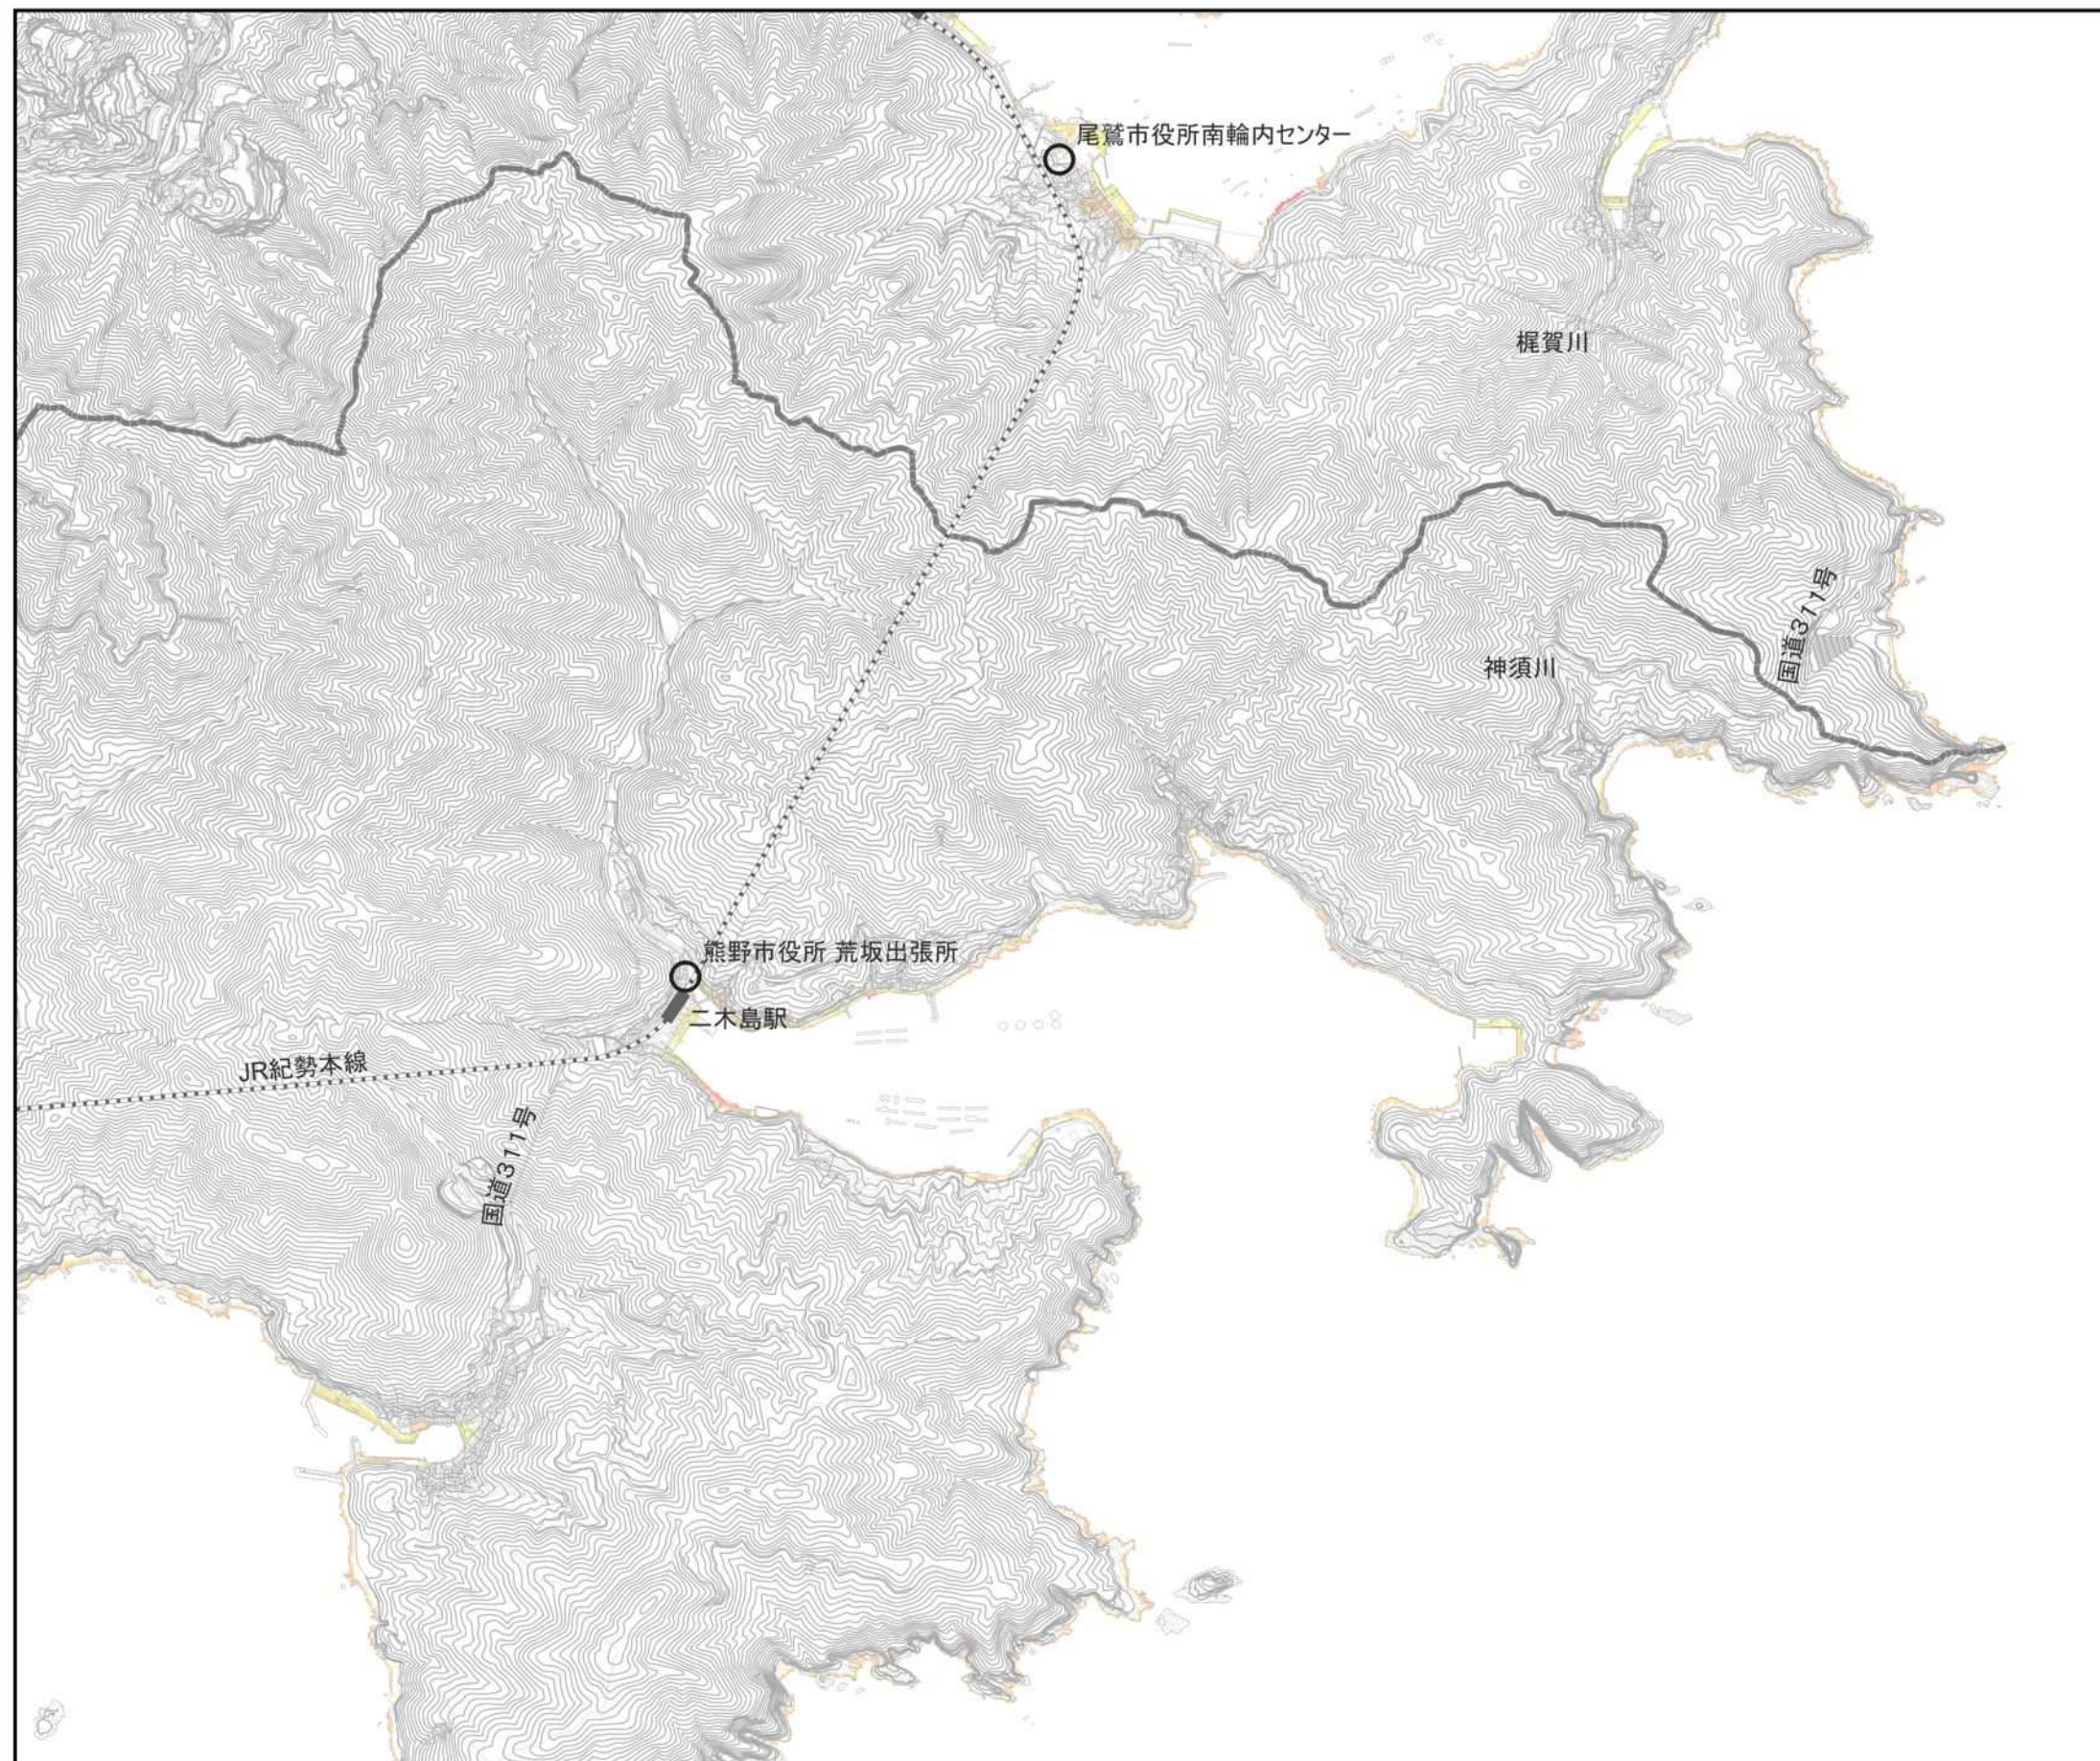 尾鷲市役所南輪内センター
梶賀川
国道311号
神須川
熊野市役所 荒坂出張所
二木島駅
JR紀勢本線
国道311号